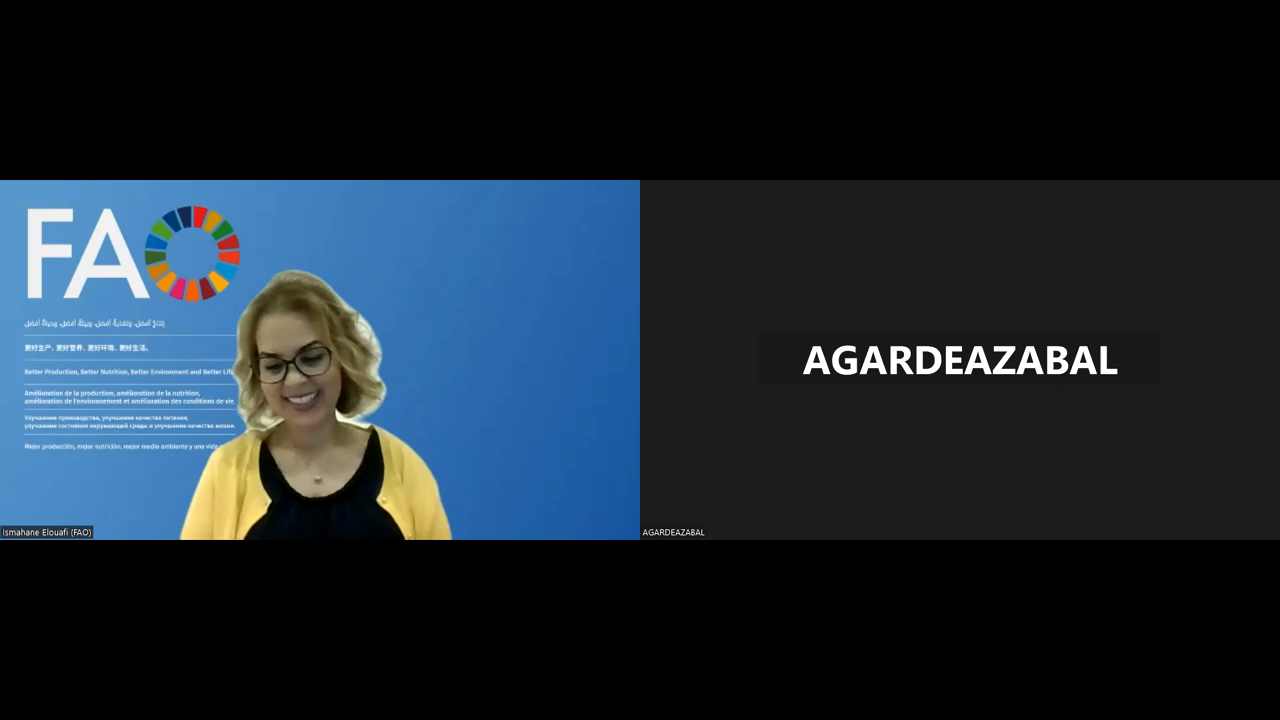 FAO
إنتاجٌ أفضل، وتغذيةٌ أفضل، وبيئةٌ أفضل، وحياةٌ أفضل
更好生产、更好营养、更好环境、更好生活。
Better Production, Better Nutrition, Better Environment and Better
Amélioration de la production, amélioration de la nutrition,
amélioration de l'environnement et amélioration des conditions de vie.
Улучшение производства, улучшение качества питания,
улучшение состояния окружающей среды и улучшение качества жизни.
Mejor producción, mejor nutrición, mejor medio ambiente y una vida
Ismahane Elouafi (FAO)
AGARDEAZABAL
AGARDEAZABAL